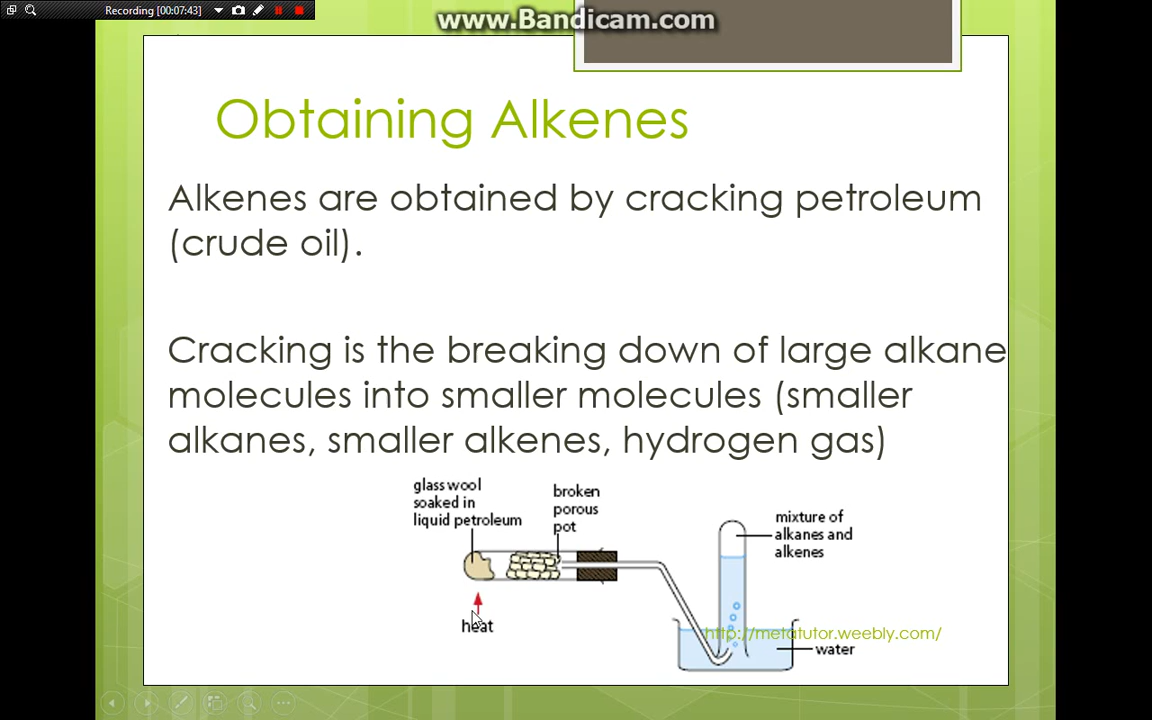 Recording [00:07:43]
www.Bandicam.com
Obtaining Alkenes
Alkenes are obtained by cracking petroleum
(crude oil).
Cracking is the breaking down of large alkane
molecules into smaller molecules (smaller
alkanes, smaller alkenes, hydrogen gas)
glass wool
soaked in
liquid petroleum
broken
porous
pot
mixture of
alkanes and
alkenes
heat
http://metatutor.weebly.com/
water